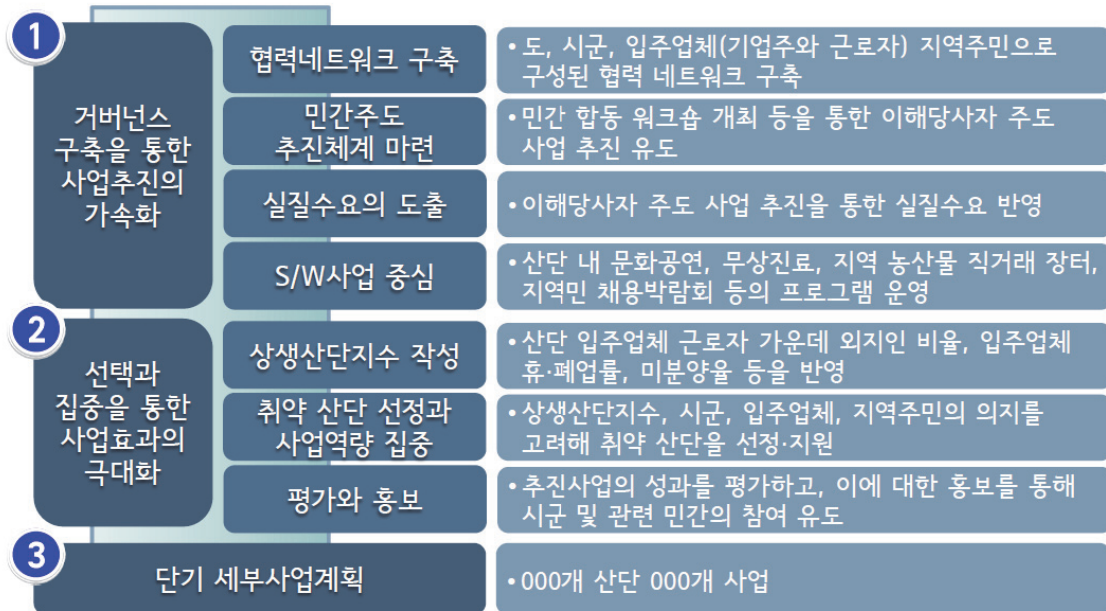 1
거버넌스
구축을 통한
사업추진의
가속화
협력네트워크 구축
• 도, 시군, 입주업체(기업주와 근로자) 지역주민으로
구성된 협력 네트워크 구축
민간주도
추진체계 마련
• 민간 합동 워크숍 개최 등을 통한 이해당사자 주도
사업 추진 유도
실질수요의 도출
• 이해당사자 주도 사업 추진을 통한 실질수요 반영
S/W사업 중심
• 산단 내 문화공연, 무상진료, 지역 농산물 직거래 장터,
지역민 채용박람회 등의 프로그램 운영
2
선택과
집중을 통한
사업효과의
극대화
상생산단지수 작성
• 산단 입주업체 근로자 가운데 외지인 비율, 입주업체
휴·폐업률, 미분양율 등을 반영
취약 산단 선정과
사업역량 집중
• 상생산단지수, 시군, 입주업체, 지역주민의 의지를
고려해 취약 산단을 선정·지원
평가와 홍보
• 추진사업의 성과를 평가하고, 이에 대한 홍보를 통해
시군 및 관련 민간의 참여 유도
3
단기 세부사업계획
• 000개 산단 000개 사업